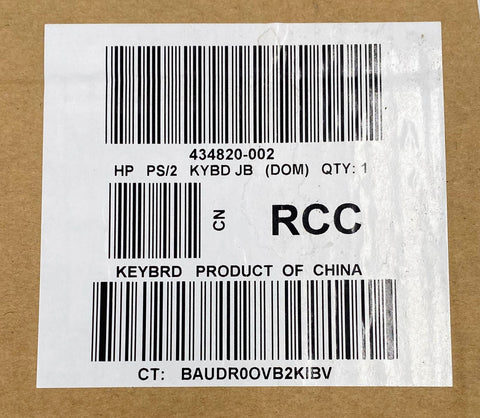 434820-002
HP PS/2 KYBD JB (DOM) QTY: 1
CN
RCC
KEYBRD PRODUCT OF CHINA
CT: BAUDR0OVB2KIBV